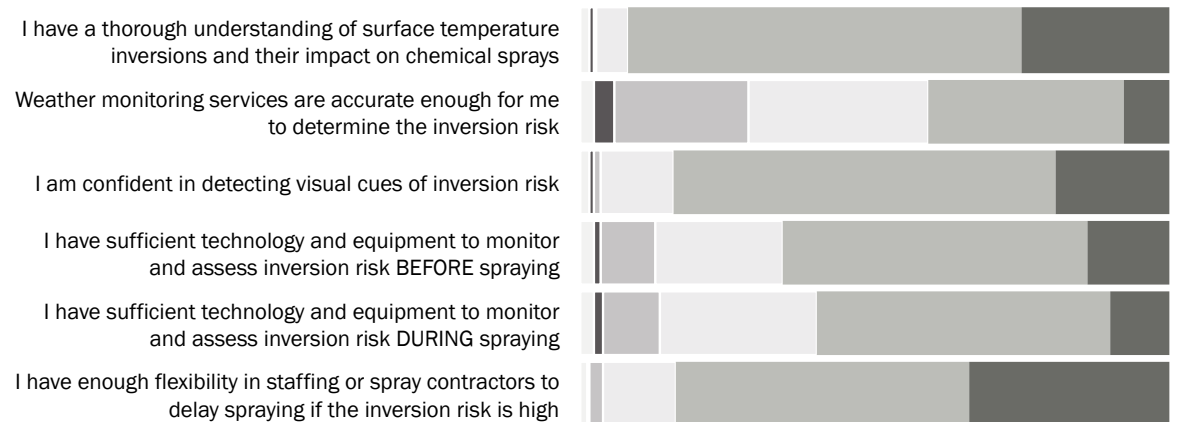 I have a thorough understanding of surface temperature
inversions and their impact on chemical sprays
Weather monitoring services are accurate enough for me
to determine the inversion risk
I am confident in detecting visual cues of inversion risk
I have sufficient technology and equipment to monitor
and assess inversion risk BEFORE spraying
I have sufficient technology and equipment to monitor
and assess inversion risk DURING spraying
I have enough flexibility in staffing or spray contractors to
delay spraying if the inversion risk is high